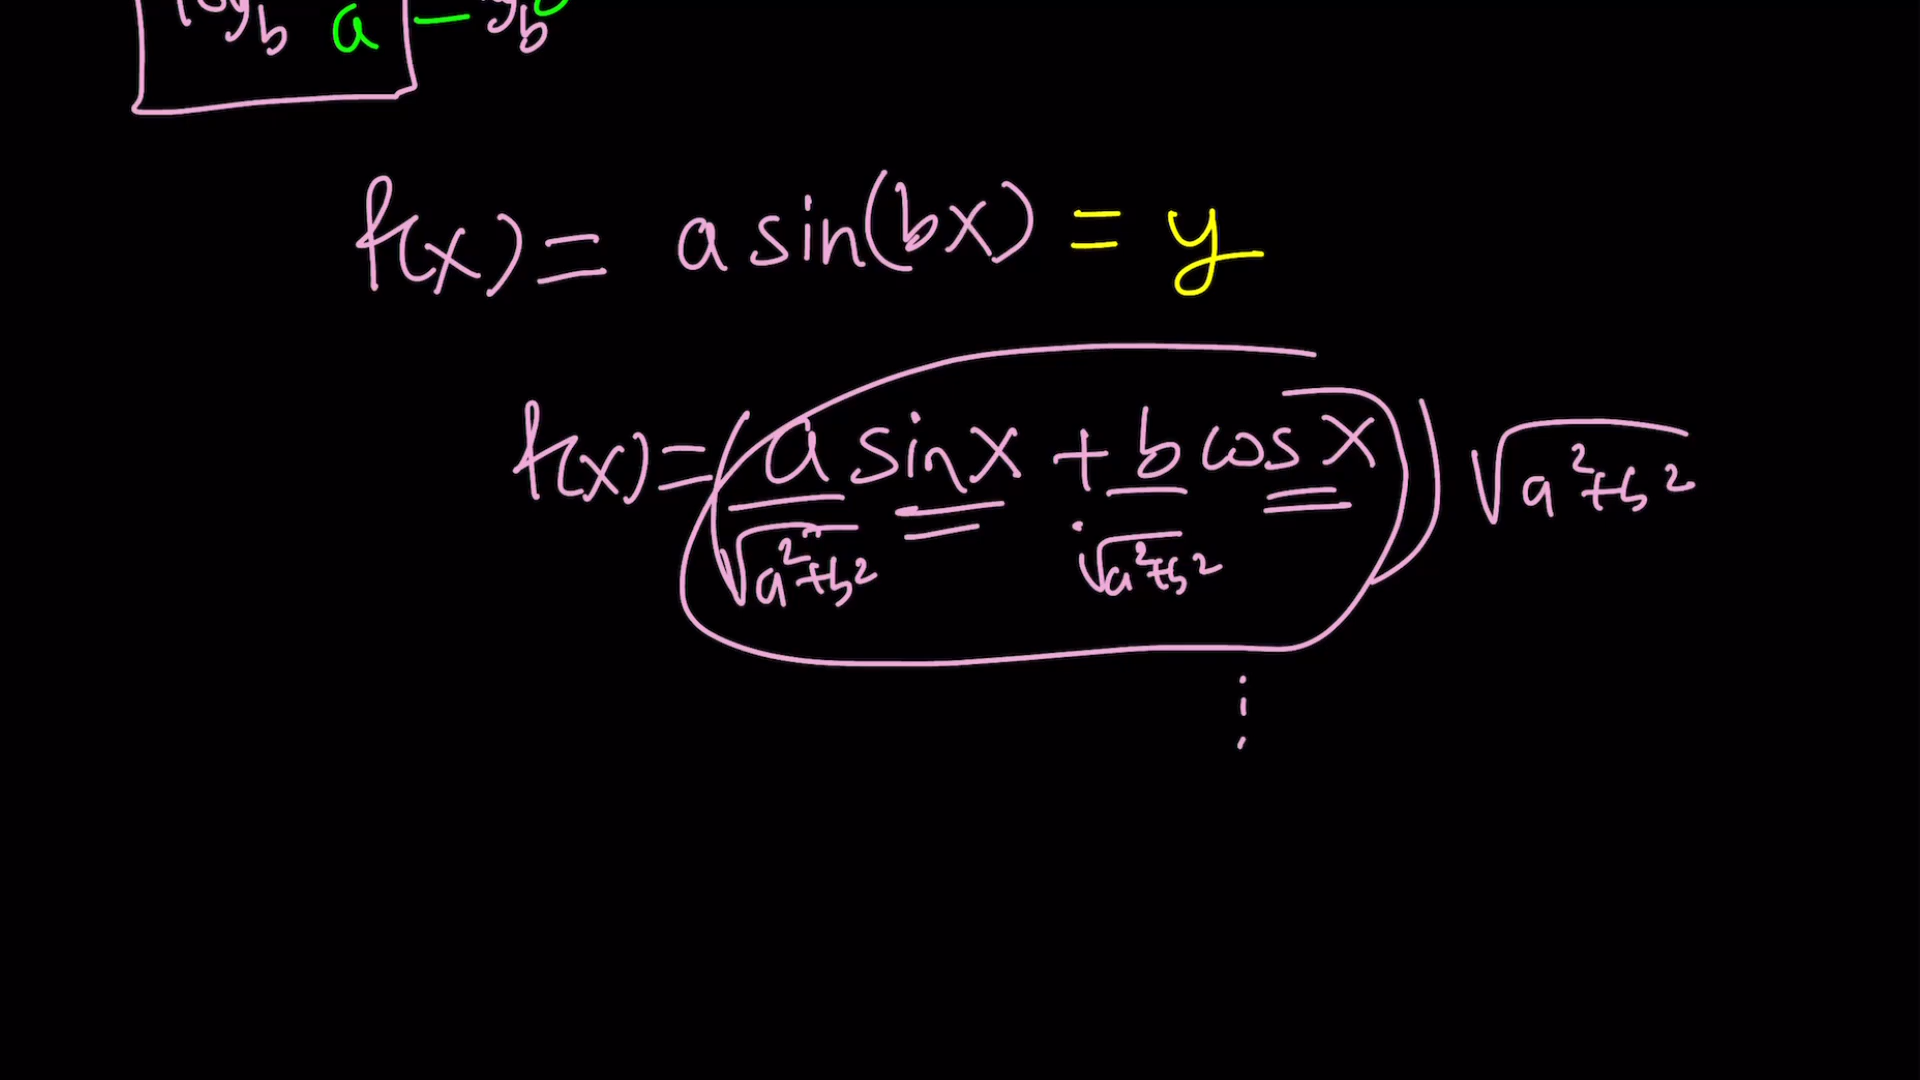 log_b a - log_b
f(x) = a sin(bx) = y
f(x) = (a/√(a²+b²) sin x + b/√(a²+b²) cos x) √(a²+b²)
⋮